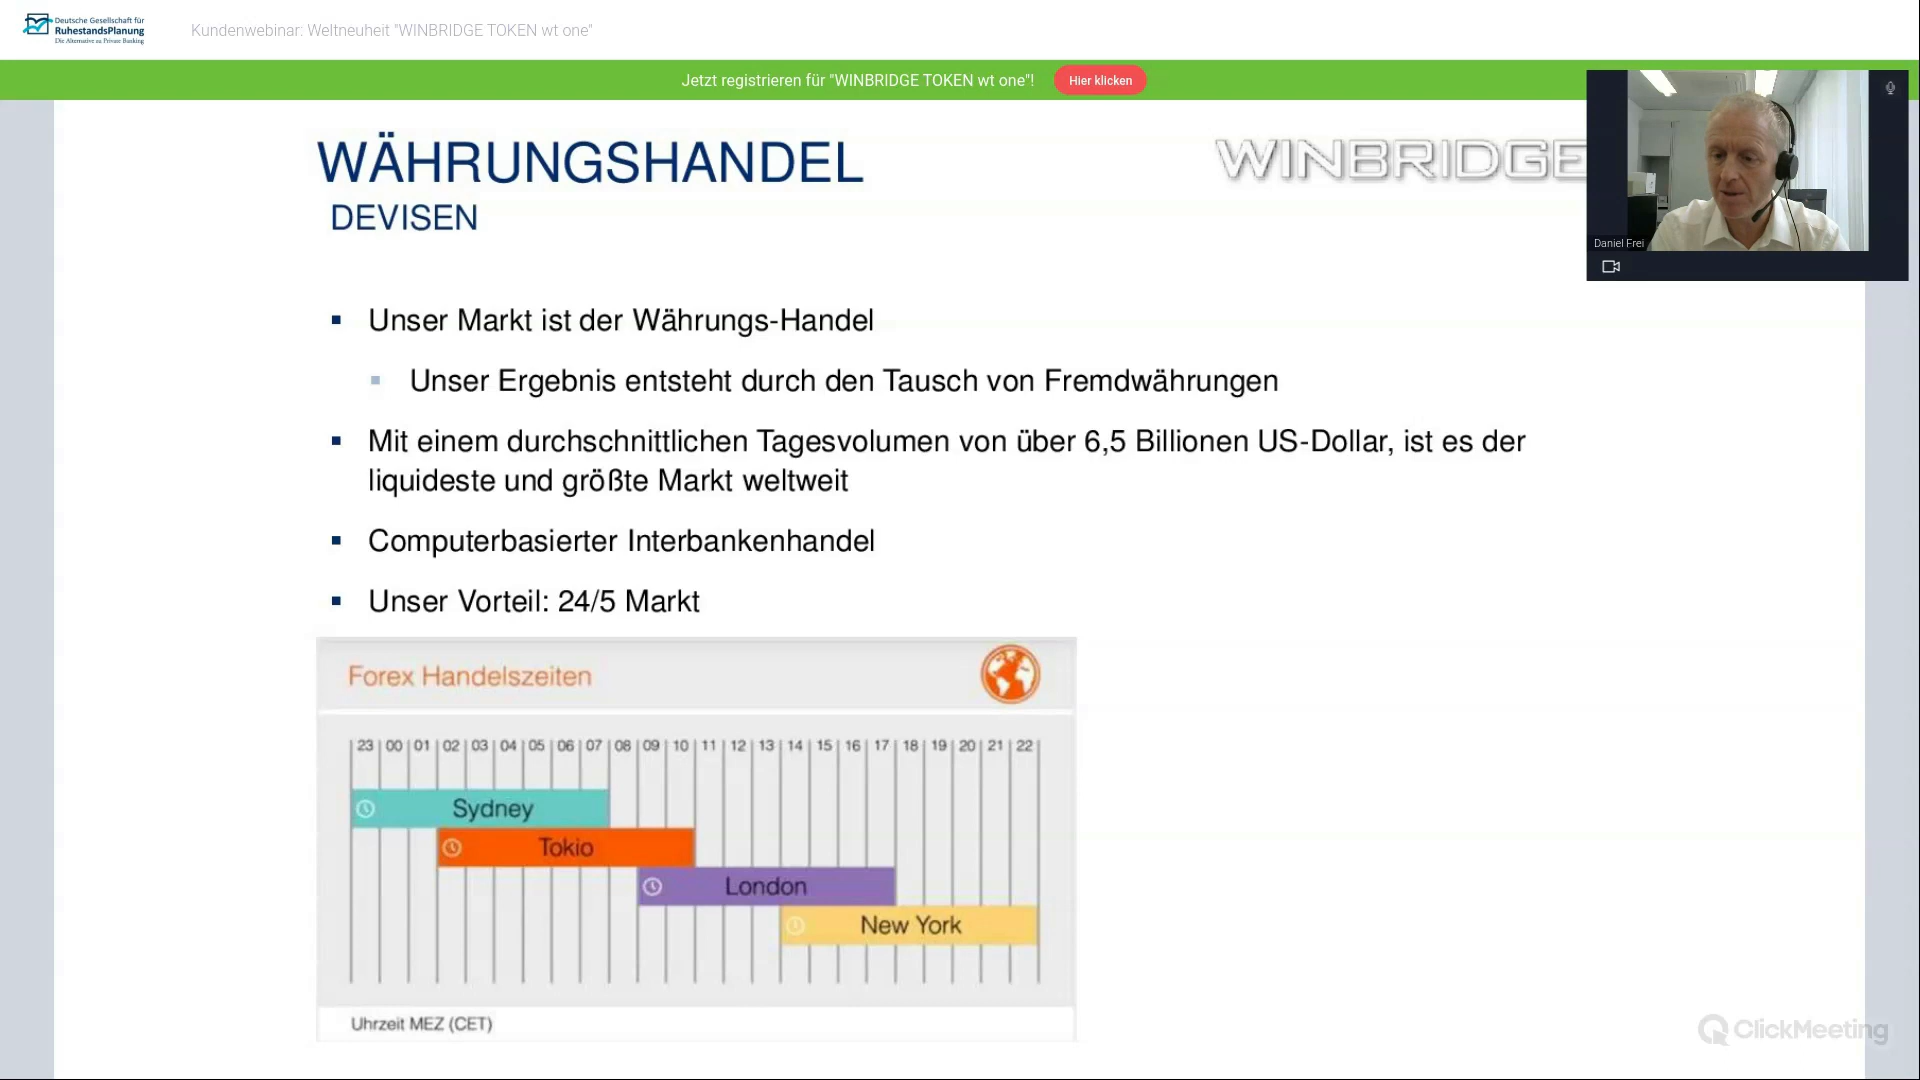 Deutsche Gesellschaft für
RuhestandsPlanung
Die Alternative zu Private Banking
Kundenwebinar: Weltneuheit "WINBRIDGE TOKEN wt one"
Jetzt registrieren für "WINBRIDGE TOKEN wt one"!
Hier klicken
WÄHRUNGSHANDEL
WINBRIDGE
DEVISEN
Daniel Frei
Unser Markt ist der Währungs-Handel
Unser Ergebnis entsteht durch den Tausch von Fremdwährungen
Mit einem durchschnittlichen Tagesvolumen von über 6,5 Billionen US-Dollar, ist es der
liquideste und größte Markt weltweit
Computerbasierter Interbankenhandel
Unser Vorteil: 24/5 Markt
Forex Handelszeiten
23 00 01 02 03 04 05 06 07 08 09 10 11 12 13 14 15 16 17 18 19 20 21 22
Sydney
Tokio
London
New York
Uhrzeit MEZ (CET)
ClickMeeting